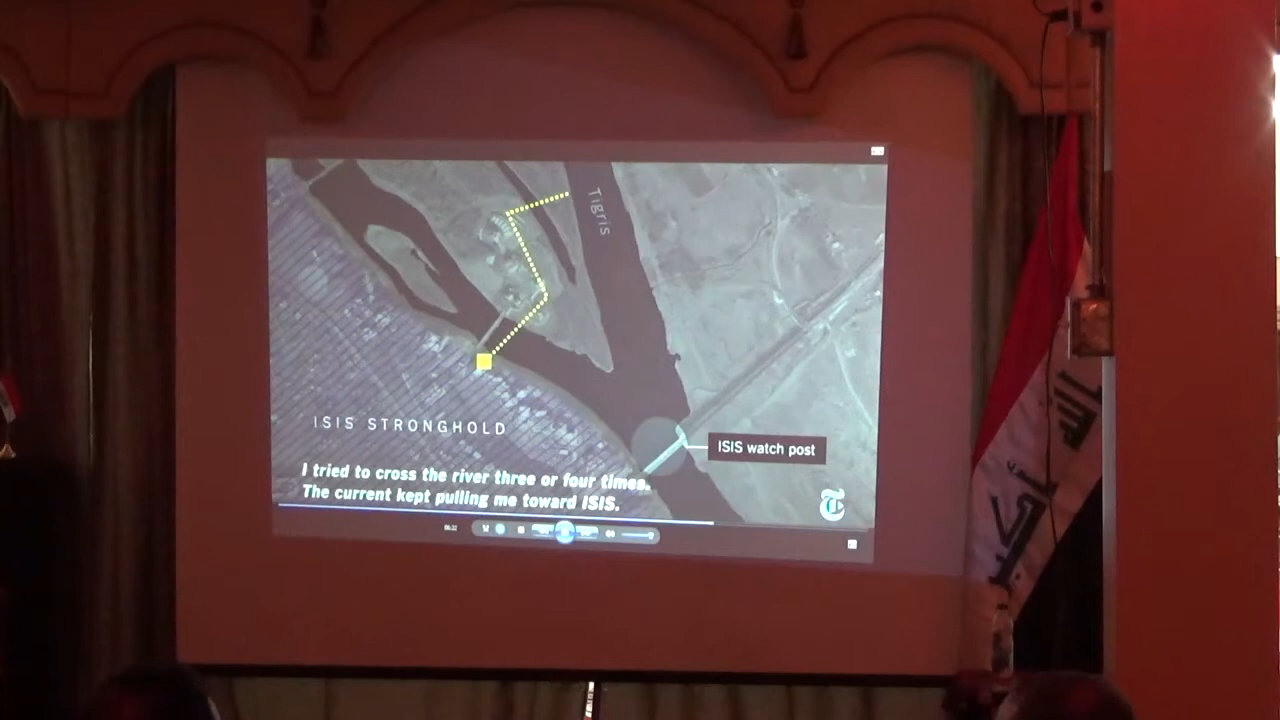 Tigris
ISIS STRONGHOLD
ISIS watch post
I tried to cross the river three or four times.
The current kept pulling me toward ISIS.
T